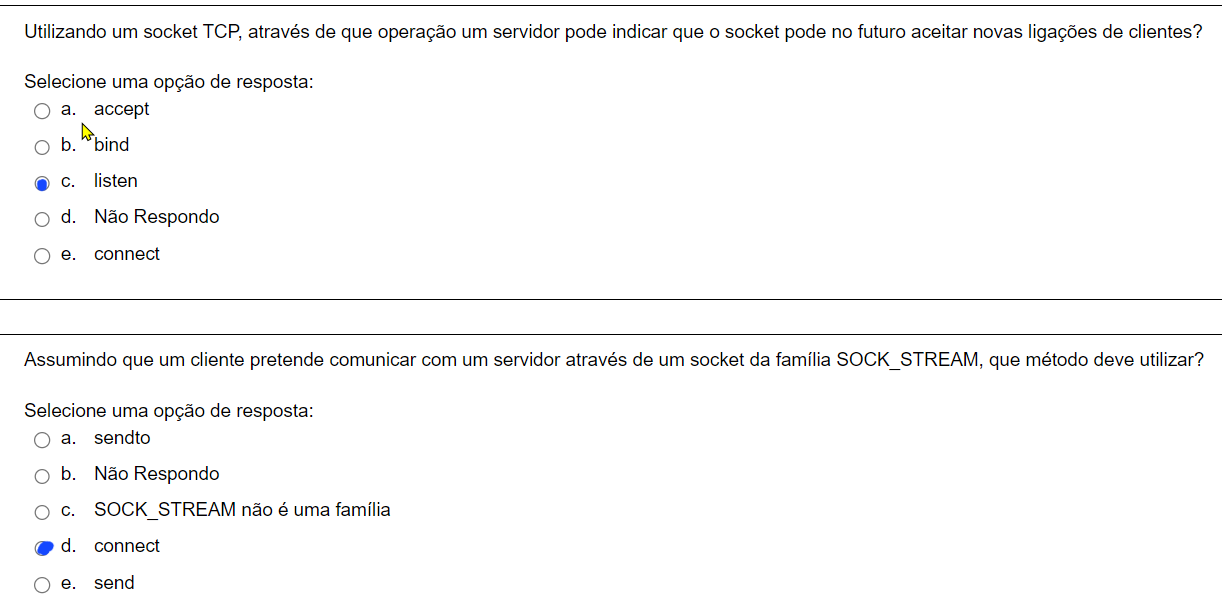 Utilizando um socket TCP, através de que operação um servidor pode indicar que o socket pode no futuro aceitar novas ligações de clientes?
Selecione uma opção de resposta:
a. accept
b. bind
c. listen
d. Não Respondo
e. connect
Assumindo que um cliente pretende comunicar com um servidor através de um socket da família SOCK_STREAM, que método deve utilizar?
Selecione uma opção de resposta:
a. sendto
b. Não Respondo
c. SOCK_STREAM não é uma família
d. connect
e. send